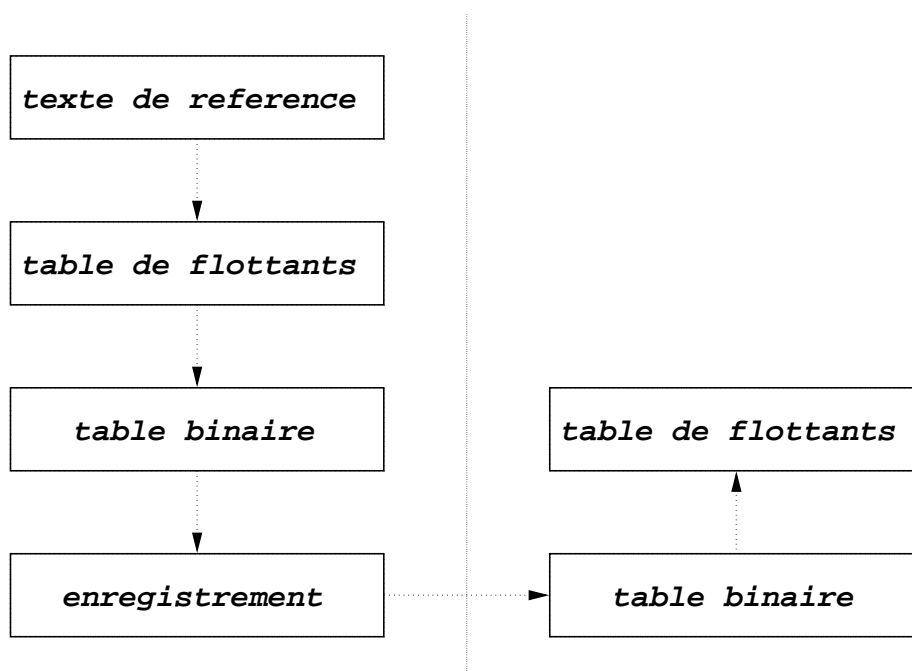 texte de reference
table de flottants
table binaire
enregistrement
table de flottants
table binaire